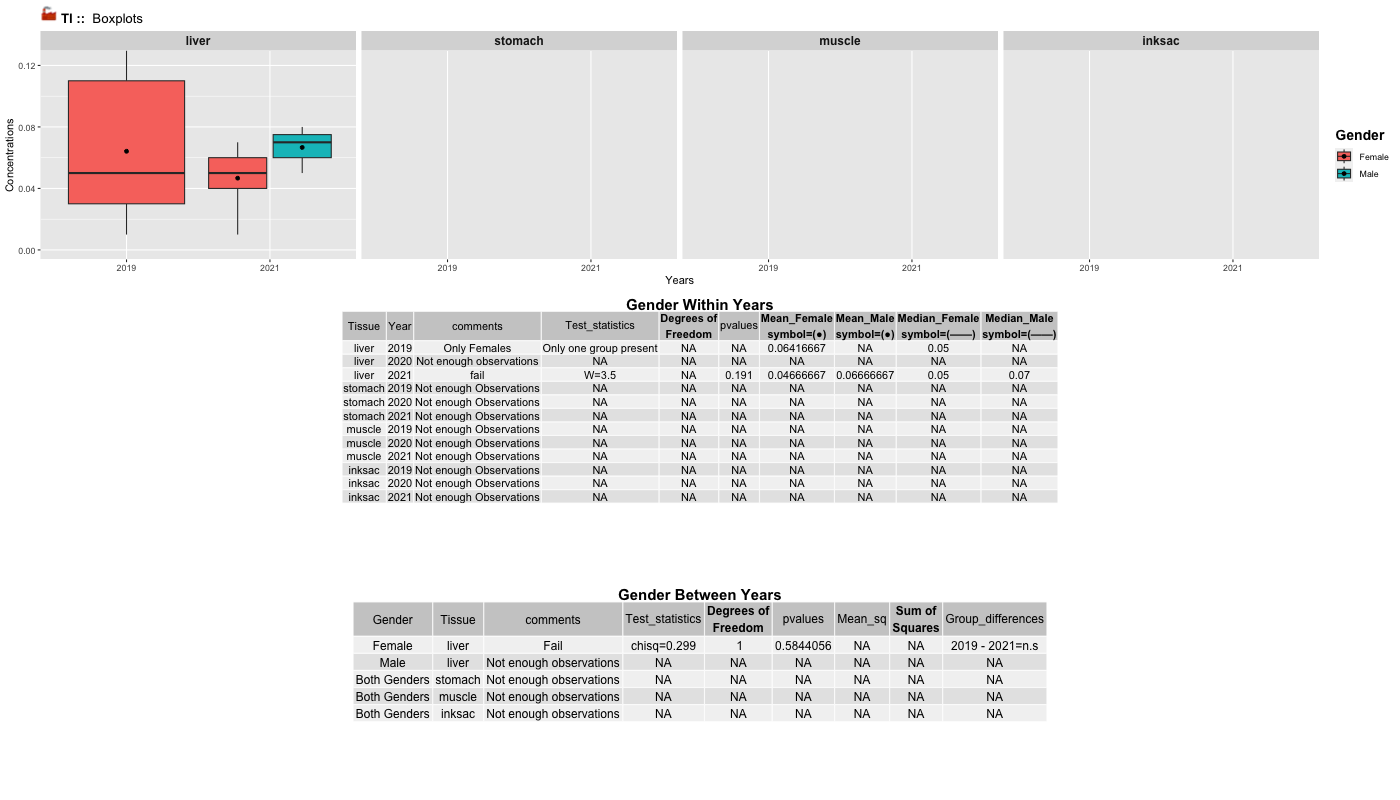 TI :: Boxplots
liver stomach muscle inksac
0.12
0.08
0.04
0.00
Concentrations
2019 2021 2019 2021 2019 2021 2019 2021
Years
Gender
Female
Male
Gender Within Years
Tissue Year comments Test_statistics Degrees of Freedom pvalues Mean_Female symbol=(●) Mean_Male symbol=(●) Median_Female symbol=(——) Median_Male symbol=(——)
liver 2019 Only Females Only one group present NA NA 0.06416667 NA 0.05 NA
liver 2020 Not enough observations NA NA NA NA NA NA NA
liver 2021 fail W=3.5 NA 0.191 0.04666667 0.06666667 0.05 0.07
stomach 2019 Not enough Observations NA NA NA NA NA NA NA
stomach 2020 Not enough Observations NA NA NA NA NA NA NA
stomach 2021 Not enough Observations NA NA NA NA NA NA NA
muscle 2019 Not enough Observations NA NA NA NA NA NA NA
muscle 2020 Not enough Observations NA NA NA NA NA NA NA
muscle 2021 Not enough Observations NA NA NA NA NA NA NA
inksac 2019 Not enough Observations NA NA NA NA NA NA NA
inksac 2020 Not enough Observations NA NA NA NA NA NA NA
inksac 2021 Not enough Observations NA NA NA NA NA NA NA
Gender Between Years
Gender Tissue comments Test_statistics Degrees of Freedom pvalues Mean_sq Sum of Squares Group_differences
Female liver Fail chisq=0.299 1 0.5844056 NA NA 2019 - 2021=n.s
Male liver Not enough observations NA NA NA NA NA NA
Both Genders stomach Not enough observations NA NA NA NA NA NA
Both Genders muscle Not enough observations NA NA NA NA NA NA
Both Genders inksac Not enough observations NA NA NA NA NA NA